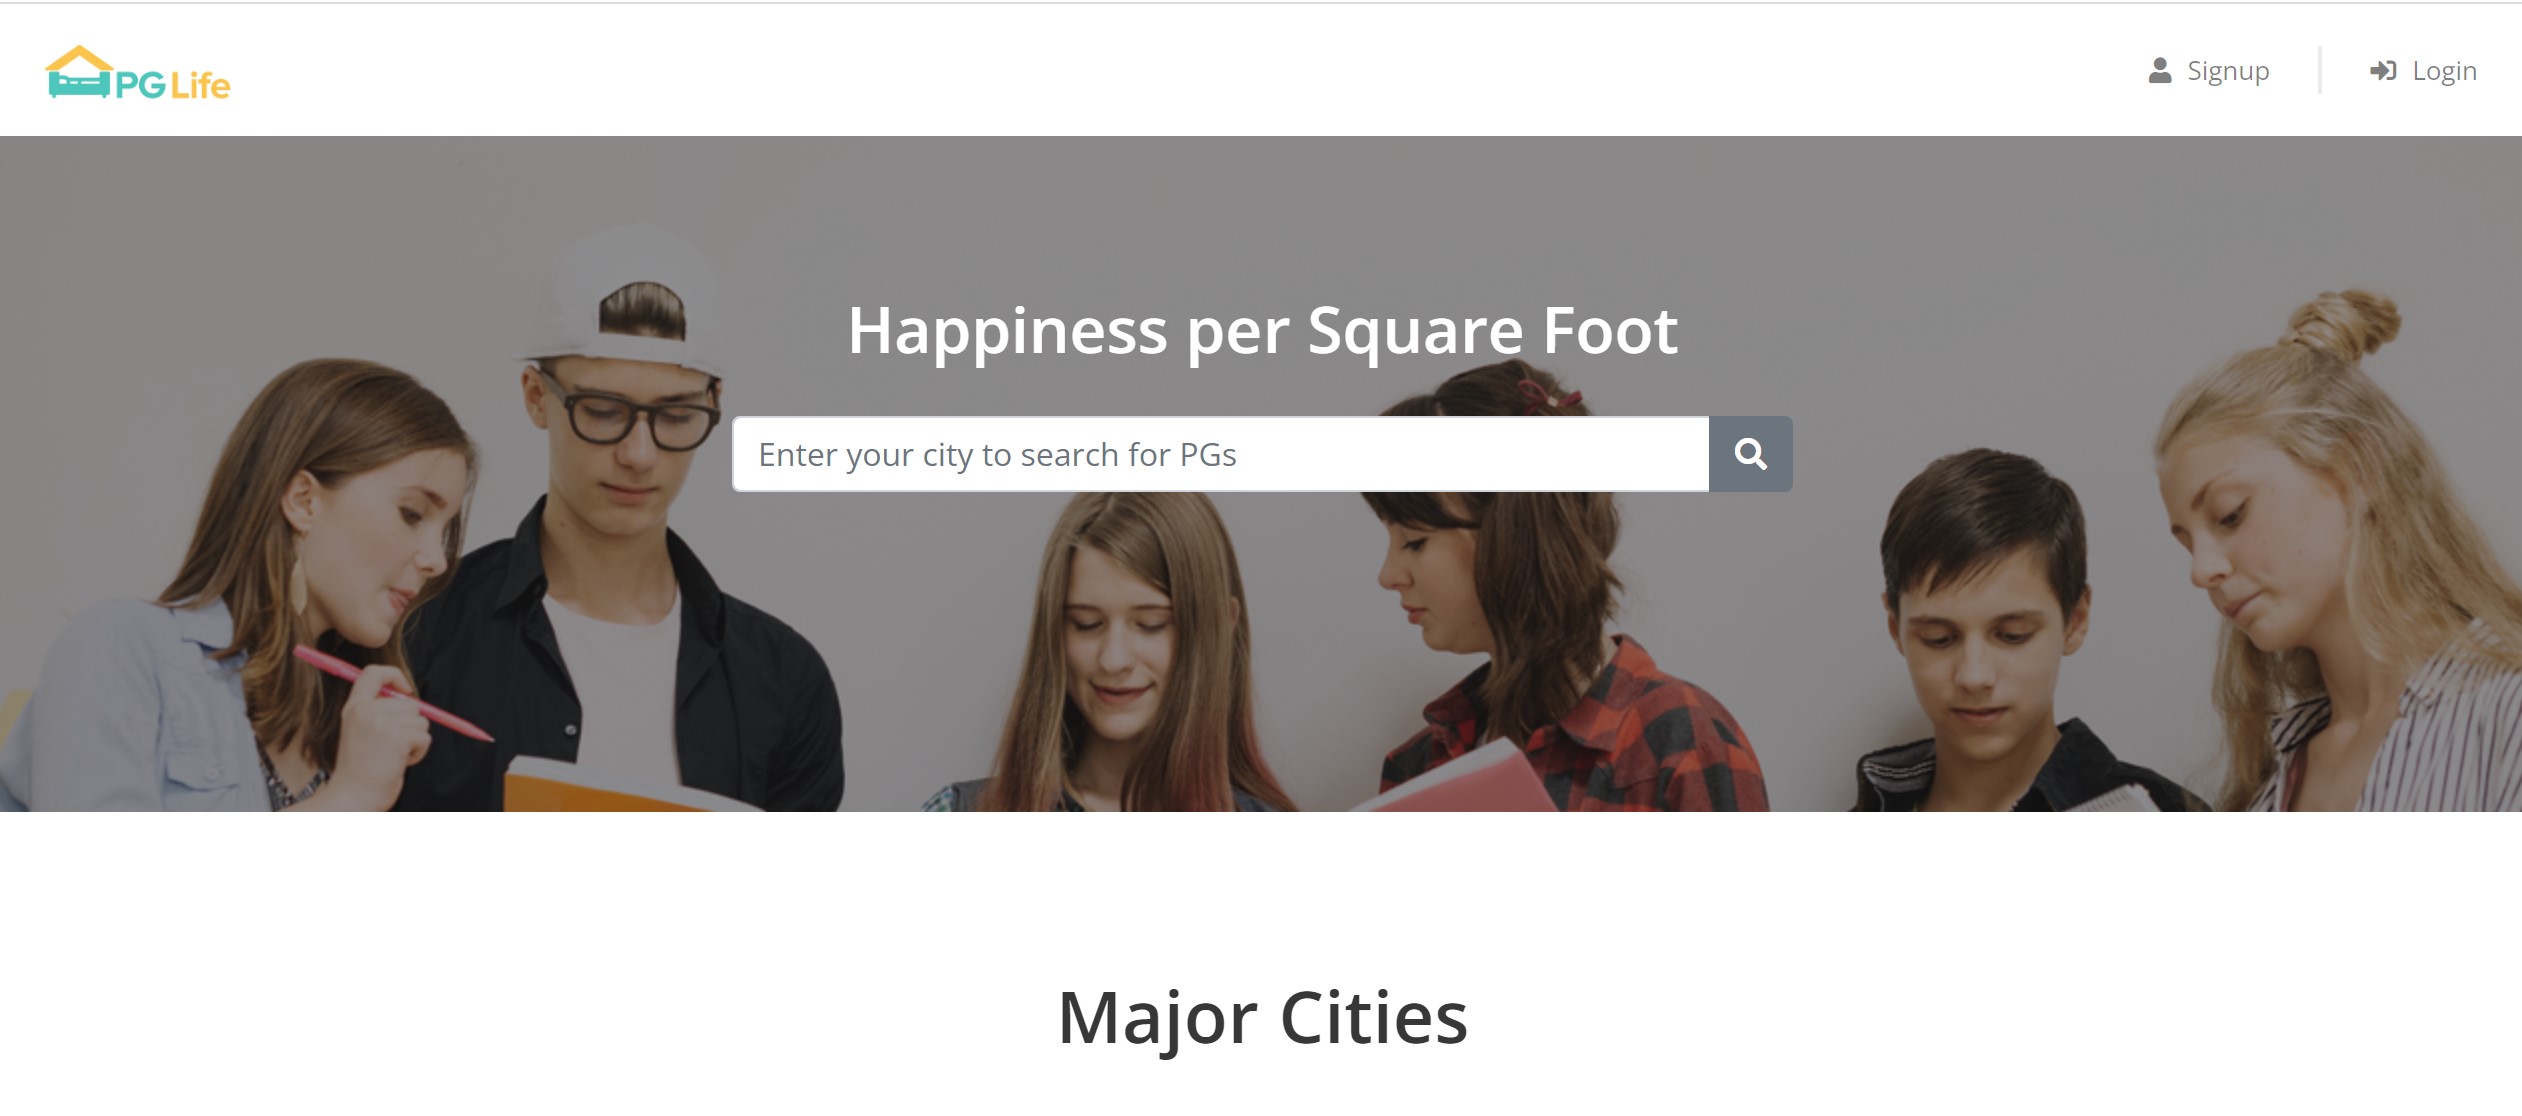 PG Life
Signup
Login
Happiness per Square Foot
Enter your city to search for PGs
Major Cities